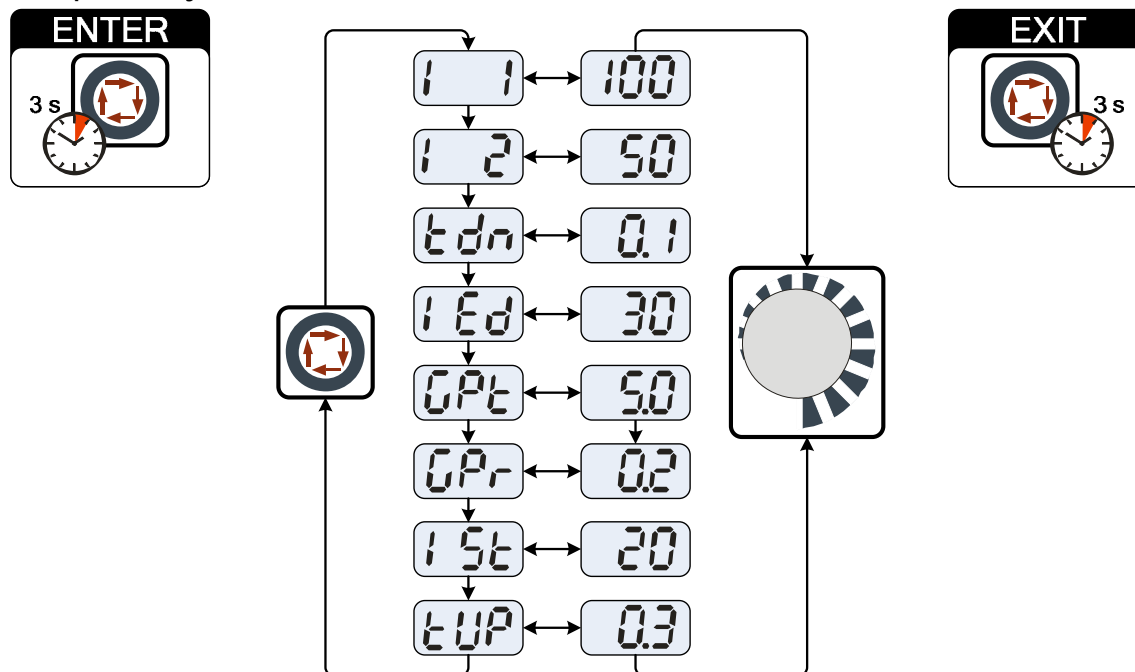 ENTER
3 s
EXIT
3 s
I 1 100
I 2 50
tdn 0.1
IEd 30
GPt 5.0
GPr 0.2
ISt 20
tUP 0.3